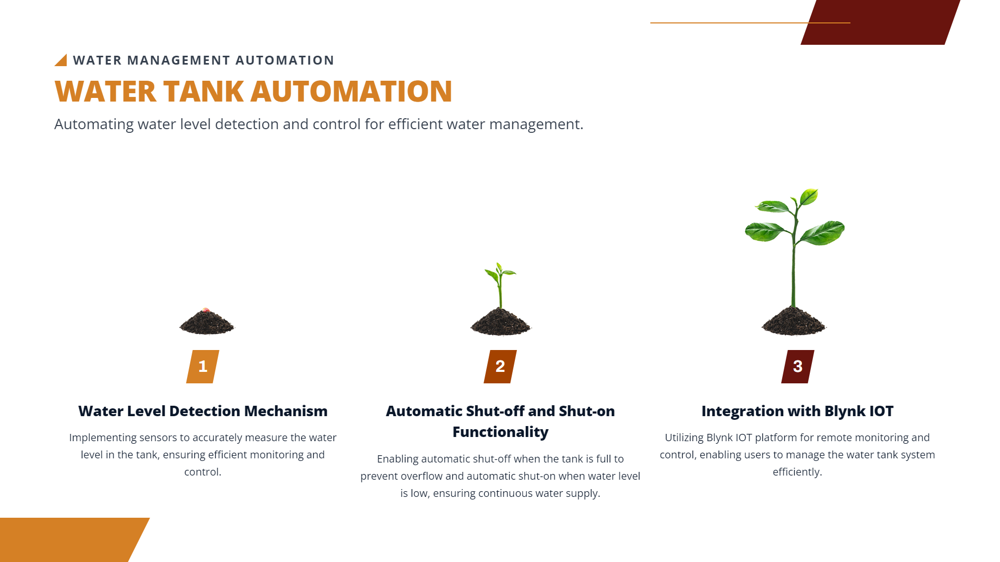 WATER MANAGEMENT AUTOMATION
WATER TANK AUTOMATION
Automating water level detection and control for efficient water management.
1
Water Level Detection Mechanism
Implementing sensors to accurately measure the water
level in the tank, ensuring efficient monitoring and
control.
2
Automatic Shut-off and Shut-on
Functionality
Enabling automatic shut-off when the tank is full to
prevent overflow and automatic shut-on when water level
is low, ensuring continuous water supply.
3
Integration with Blynk IOT
Utilizing Blynk IOT platform for remote monitoring and
control, enabling users to manage the water tank system
efficiently.